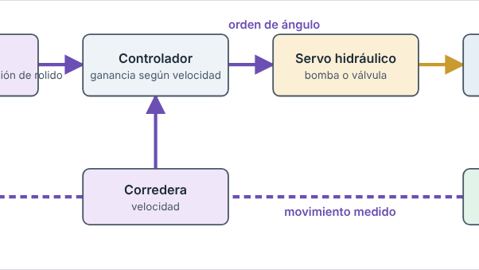 orden de ángulo
ión de rolido
Controlador
ganancia según velocidad
Servo hidráulico
bomba o válvula
Corredera
velocidad
movimiento medido